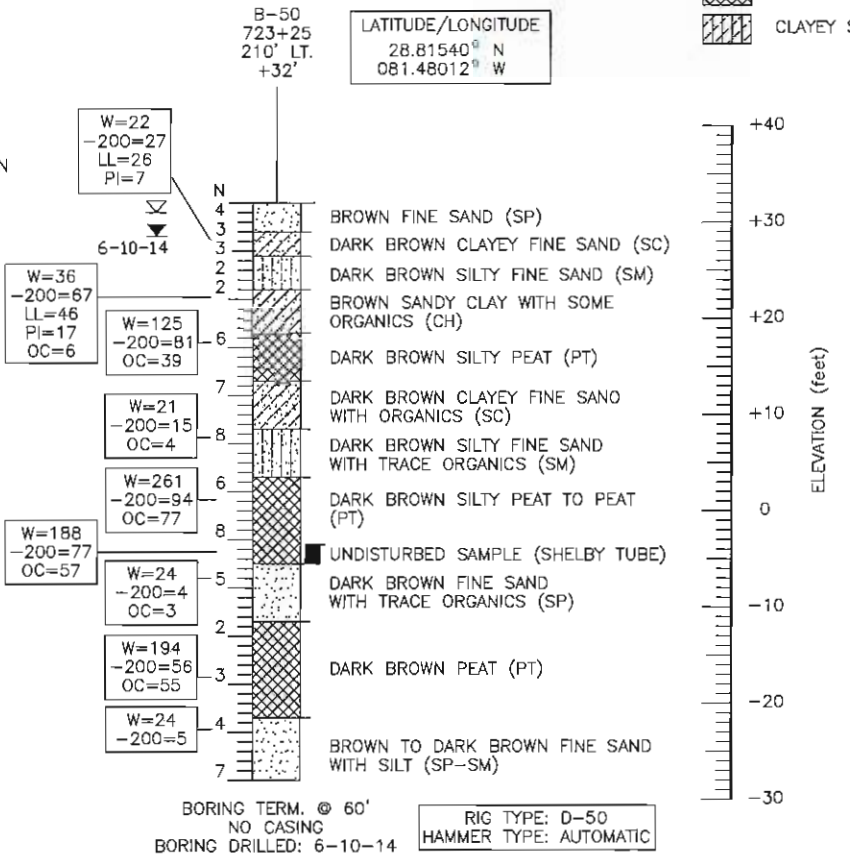 B-50
723+25
210' LT.
+32'
LATITUDE/LONGITUDE
28.81540° N
081.48012° W
CLAYEY S
W=22
-200=27
LL=26
PI=7
N
6-10-14
W=36
-200=67
LL=46
PI=17
OC=6
W=125
-200=81
OC=39
W=21
-200=15
OC=4
W=261
-200=94
OC=77
W=188
-200=77
OC=57
W=24
-200=4
OC=3
W=194
-200=56
OC=55
W=24
-200=5
N
4
3
3
2
2
6
7
8
6
8
5
2
3
4
7
BROWN FINE SAND (SP)
DARK BROWN CLAYEY FINE SAND (SC)
DARK BROWN SILTY FINE SAND (SM)
BROWN SANDY CLAY WITH SOME
ORGANICS (CH)
DARK BROWN SILTY PEAT (PT)
DARK BROWN CLAYEY FINE SAND
WITH ORGANICS (SC)
DARK BROWN SILTY FINE SAND
WITH TRACE ORGANICS (SM)
DARK BROWN SILTY PEAT TO PEAT
(PT)
UNDISTURBED SAMPLE (SHELBY TUBE)
DARK BROWN FINE SAND
WITH TRACE ORGANICS (SP)
DARK BROWN PEAT (PT)
BROWN TO DARK BROWN FINE SAND
WITH SILT (SP-SM)
+40
+30
+20
+10
0
-10
-20
-30
ELEVATION (feet)
BORING TERM. @ 60'
NO CASING
BORING DRILLED: 6-10-14
RIG TYPE: D-50
HAMMER TYPE: AUTOMATIC